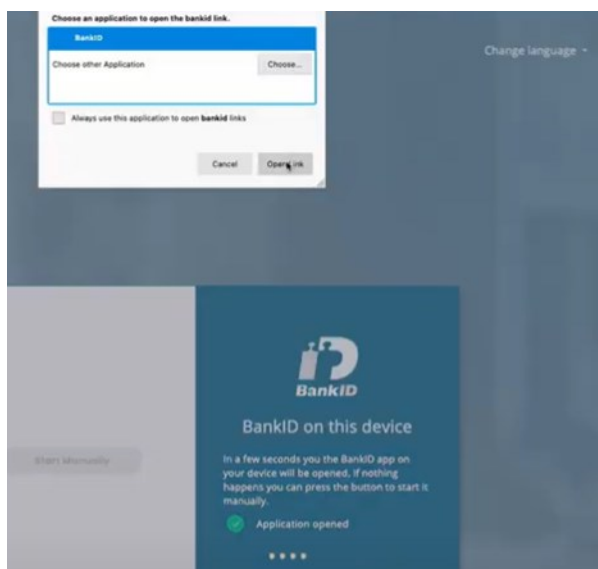 Choose an application to open the bankid link.
BankID
Choose other Application
Choose...
Always use this application to open bankid links
Cancel
Open Link
Change language
BankID
BankID on this device
Start Manually
In a few seconds you the BankID app on
your device will be opened, If nothing
happens you can press the button to start it
manually.
Application opened